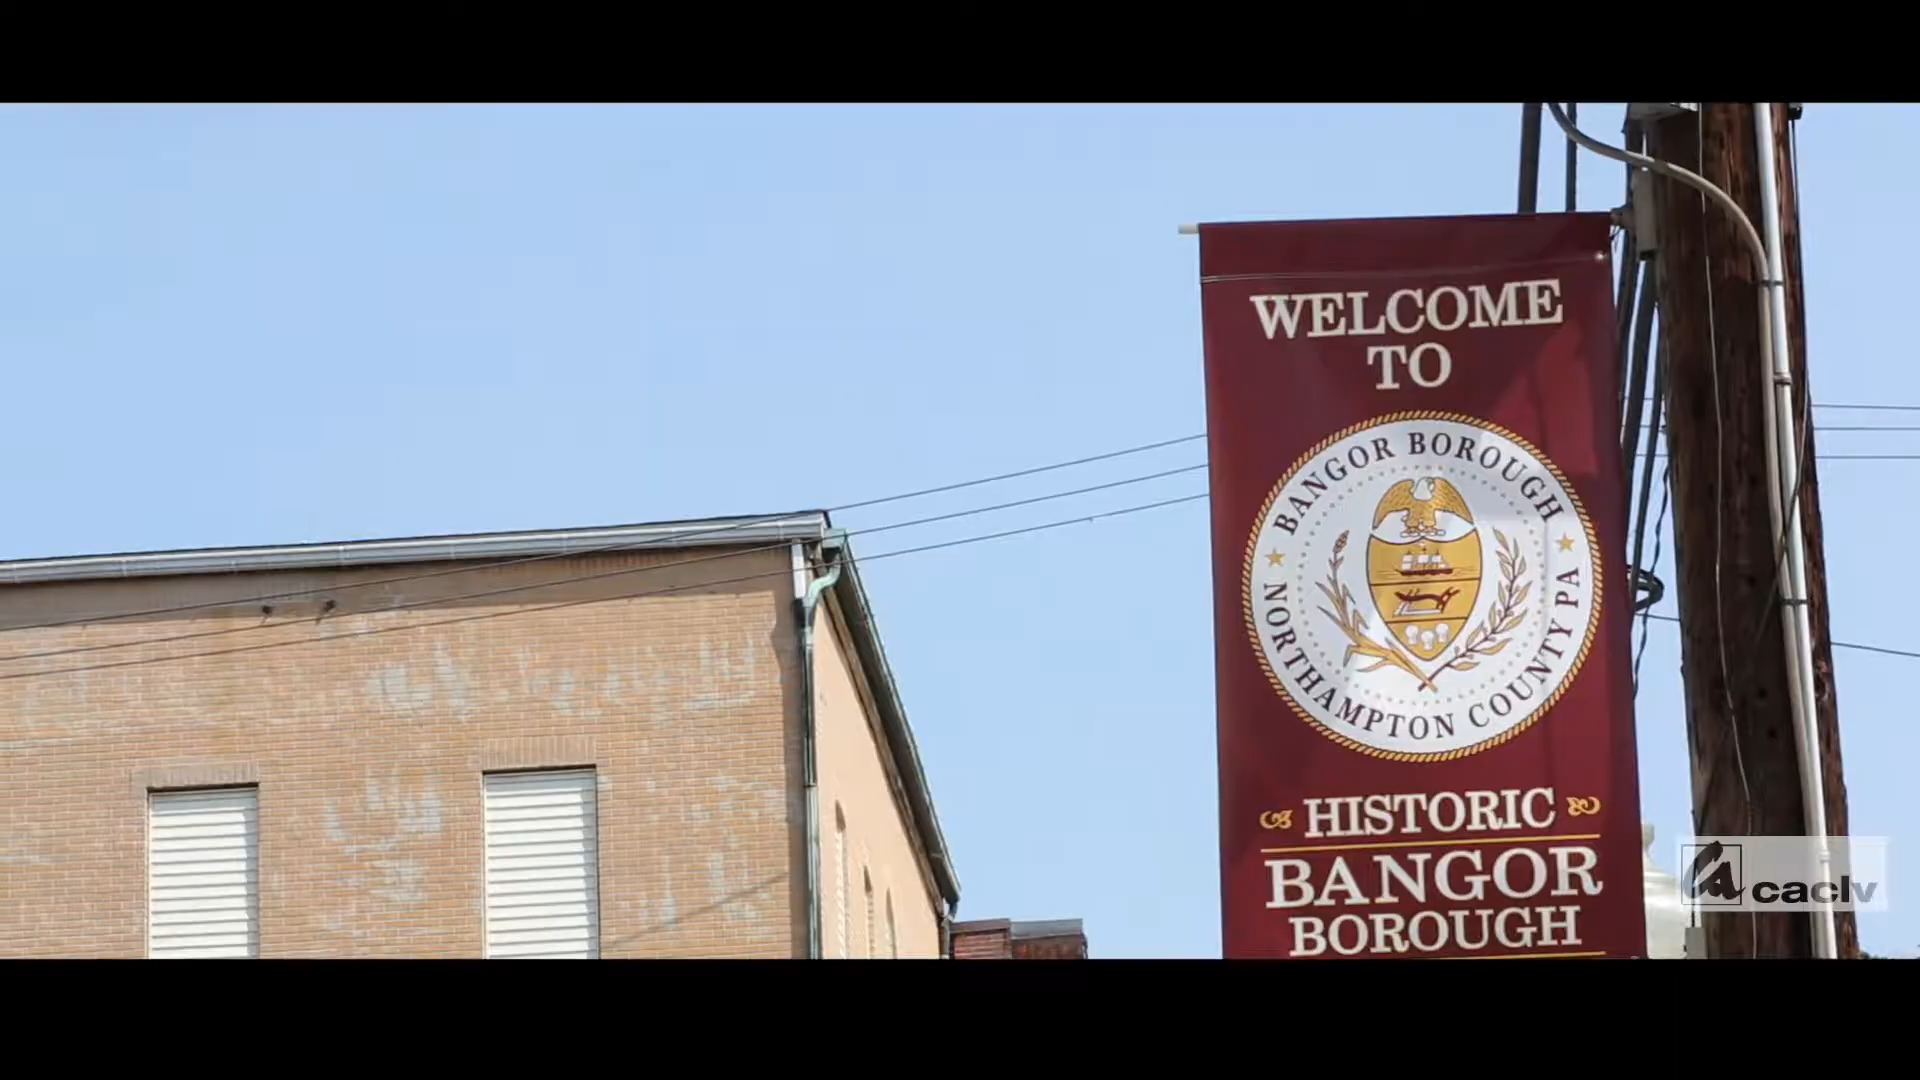 WELCOME
TO
BANGOR BOROUGH
NORTHAMPTON COUNTY PA
HISTORIC
BANGOR
BOROUGH
caclv